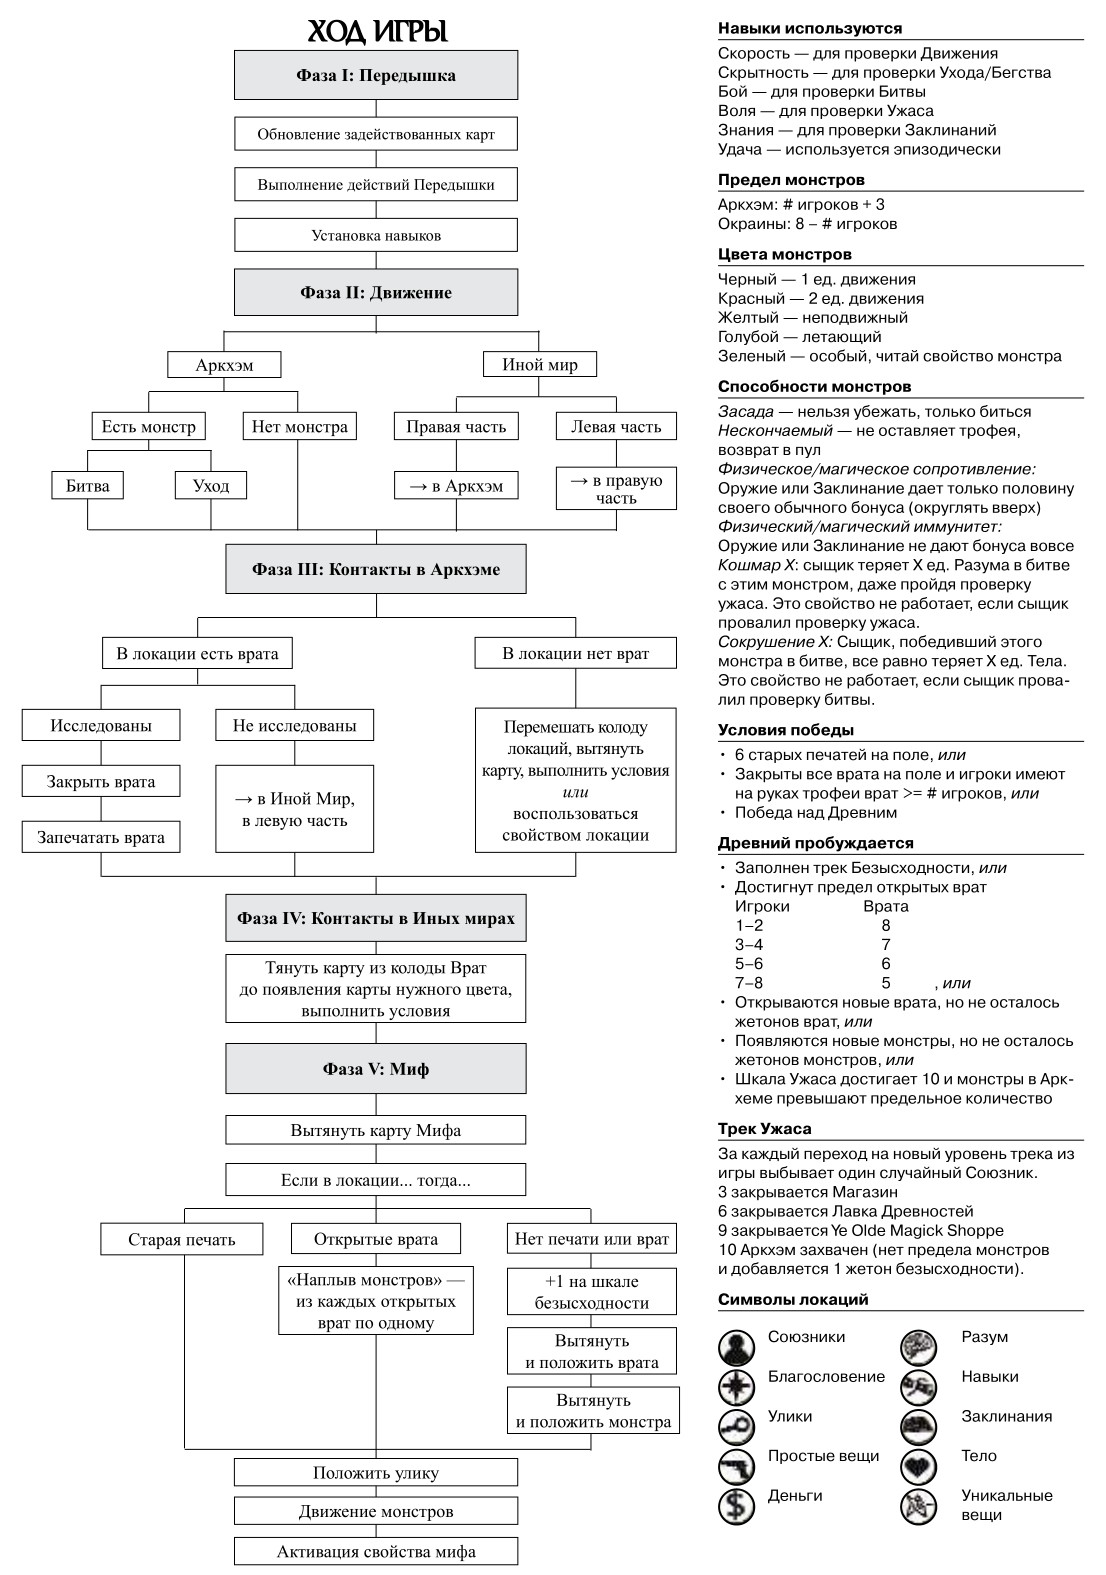 ХОД ИГРЫ
Фаза I: Передышка
Обновление задействованных карт
Выполнение действий Передышки
Установка навыков
Фаза II: Движение
Аркхэм
Иной мир
Есть монстр
Нет монстра
Правая часть
Левая часть
Битва
Уход
→ в Аркхэм
→ в правую
часть
Фаза III: Контакты в Аркхэме
В локации есть врата
В локации нет врат
Исследованы
Не исследованы
Закрыть врата
Запечатать врата
→ в Иной Мир,
в левую часть
Перемешать колоду
локаций, вытянуть
карту, выполнить условия
или
воспользоваться
свойством локации
Фаза IV: Контакты в Иных мирах
Тянуть карту из колоды Врат
до появления карты нужного цвета,
выполнить условия
Фаза V: Миф
Вытянуть карту Мифа
Если в локации... тогда...
Старая печать
Открытые врата
Нет печати или врат
«Наплыв монстров» —
из каждых открытых
врат по одному
+1 на шкале
безысходности
Вытянуть
и положить врата
Вытянуть
и положить монстра
Положить улику
Движение монстров
Активация свойства мифа
Навыки используются
Скорость — для проверки Движения
Скрытность — для проверки Ухода/Бегства
Бой — для проверки Битвы
Воля — для проверки Ужаса
Знания — для проверки Заклинаний
Удача — используется эпизодически
Предел монстров
Аркхэм: # игроков + 3
Окраины: 8 – # игроков
Цвета монстров
Черный — 1 ед. движения
Красный — 2 ед. движения
Желтый — неподвижный
Голубой — летающий
Зеленый — особый, читай свойство монстра
Способности монстров
Засада — нельзя убежать, только биться
Нескончаемый — не оставляет трофея,
возврат в пул
Физическое/магическое сопротивление:
Оружие или Заклинание дает только половину
своего обычного бонуса (округлять вверх)
Физический/магический иммунитет:
Оружие или Заклинание не дают бонуса вовсе
Кошмар X: сыщик теряет X ед. Разума в битве
с этим монстром, даже пройдя проверку
ужаса. Это свойство не работает, если сыщик
провалил проверку ужаса.
Сокрушение X: Сыщик, победивший этого
монстра в битве, все равно теряет X ед. Тела.
Это свойство не работает, если сыщик прова-
лил проверку битвы.
Условия победы
· 6 старых печатей на поле, или
· Закрыты все врата на поле и игроки имеют
на руках трофеи врат >= # игроков, или
· Победа над Древним
Древний пробуждается
· Заполнен трек Безысходности, или
· Достигнут предел открытых врат
Игроки Врата
1–2 8
3–4 7
5–6 6
7–8 5 , или
· Открываются новые врата, но не осталось
жетонов врат, или
· Появляются новые монстры, но не осталось
жетонов монстров, или
· Шкала Ужаса достигает 10 и монстры в Арк-
хеме превышают предельное количество
Трек Ужаса
За каждый переход на новый уровень трека из
игры выбывает один случайный Союзник.
3 закрывается Магазин
6 закрывается Лавка Древностей
9 закрывается Ye Olde Magick Shoppe
10 Аркхэм захвачен (нет предела монстров
и добавляется 1 жетон безысходности).
Символы локаций
Союзники Разум
Благословение Навыки
Улики Заклинания
Простые вещи Тело
Деньги Уникальные
вещи